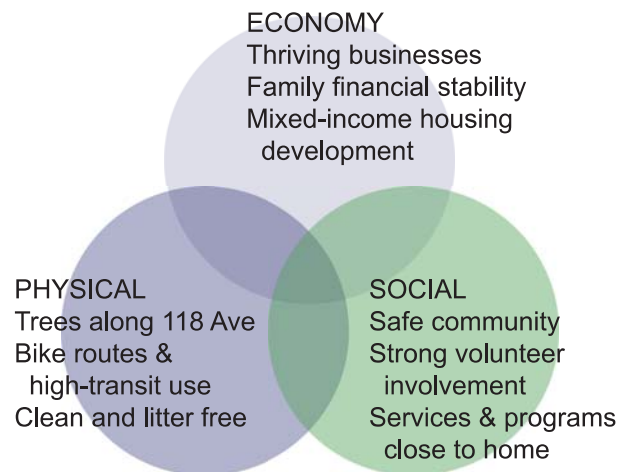 ECONOMY
Thriving businesses
Family financial stability
Mixed-income housing
development
PHYSICAL
Trees along 118 Ave
Bike routes &
high-transit use
Clean and litter free
SOCIAL
Safe community
Strong volunteer
involvement
Services & programs
close to home